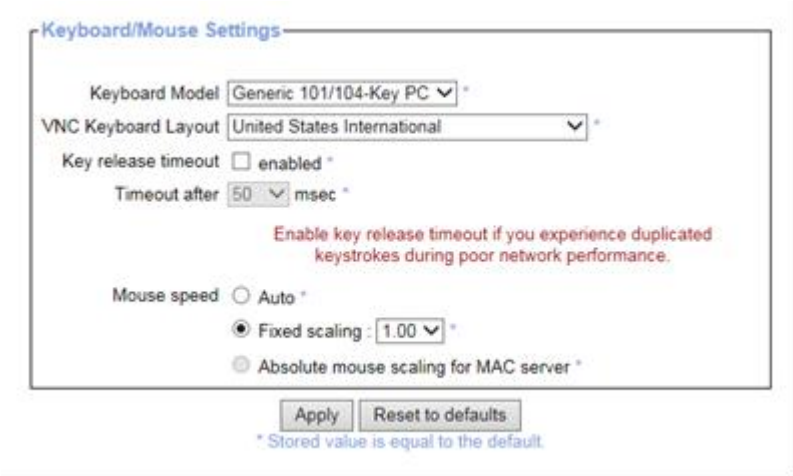 Keyboard/Mouse Settings
Keyboard Model Generic 101/104-Key PC *
VNC Keyboard Layout United States International *
Key release timeout enabled *
Timeout after 50 msec *
Enable key release timeout if you experience duplicated
keystrokes during poor network performance.
Mouse speed Auto *
Fixed scaling : 1.00 *
Absolute mouse scaling for MAC server *
Apply Reset to defaults
* Stored value is equal to the default.